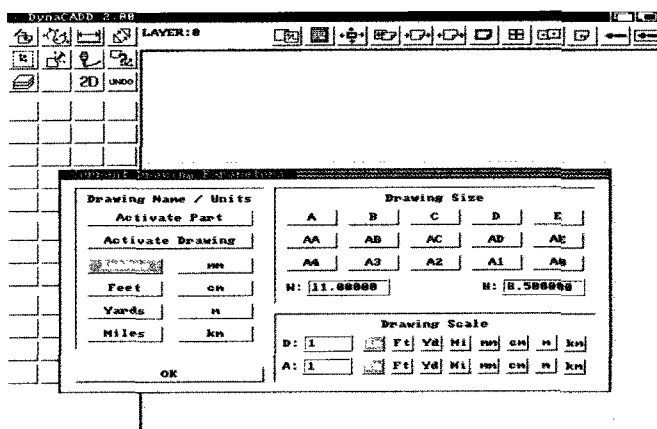 DynaCADD 2.00
LAYER:0
2D UNDO
Drawing Parameters
Drawing Name / Units
Activate Part
Activate Drawing
mm
Feet cm
Yards m
Miles km
OK
Drawing Size
A B C D E
AA AB AC AD AE
A4 A3 A2 A1 A0
W: 11.00000 H: 8.500000
Drawing Scale
D: 1 Ft Yd Mi mm cm m km
A: 1 Ft Yd Mi mm cm m km